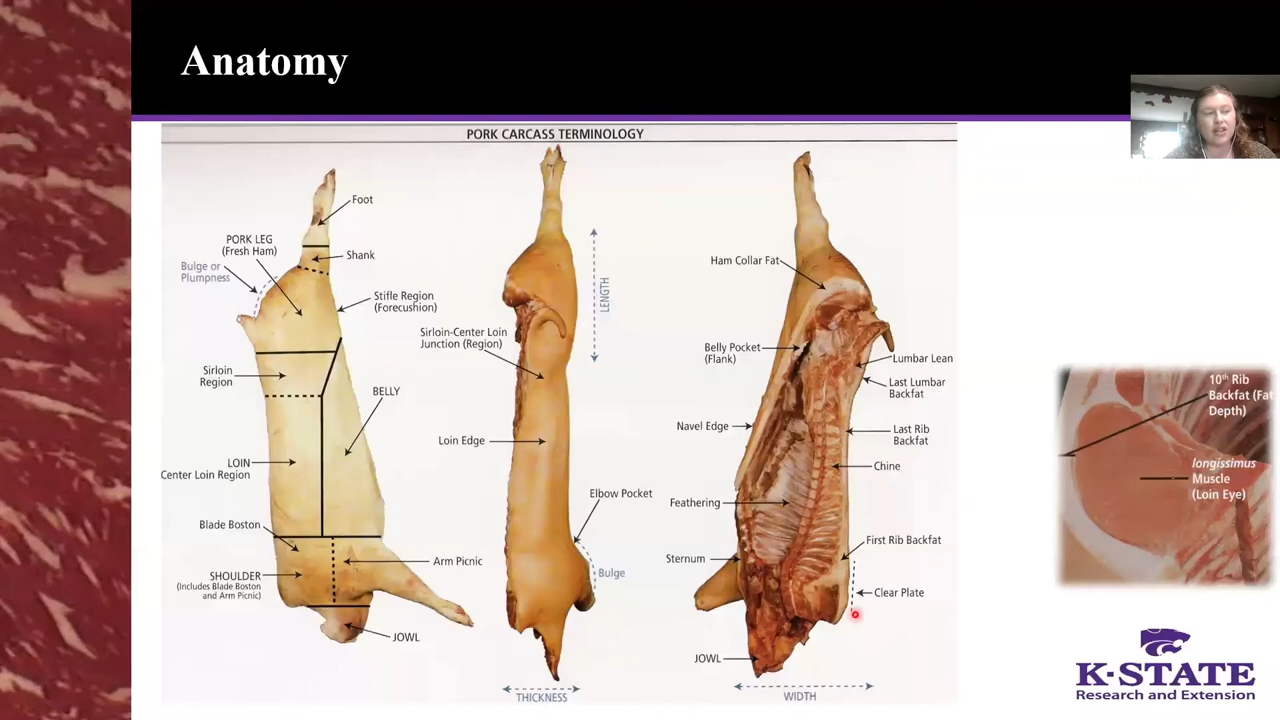 Anatomy
PORK CARCASS TERMINOLOGY
Foot
PORK LEG
(Fresh Ham)
Shank
Bulge or
Plumpness
Stifle Region
(Forecushion)
Sirloin
Region
BELLY
LOIN
Center Loin Region
Blade Boston
SHOULDER
(Includes Blade Boston
and Arm Picnic)
Arm Picnic
JOWL
LENGTH
Sirloin-Center Loin
Junction (Region)
Loin Edge
Elbow Pocket
Bulge
THICKNESS
Ham Collar Fat
Belly Pocket
(Flank)
Lumbar Lean
Last Lumbar
Backfat
Navel Edge
Last Rib
Backfat
Chine
Feathering
First Rib Backfat
Sternum
Clear Plate
JOWL
WIDTH
10th Rib
Backfat (Fat
Depth)
longissimus
Muscle
(Loin Eye)
K-STATE
Research and Extension